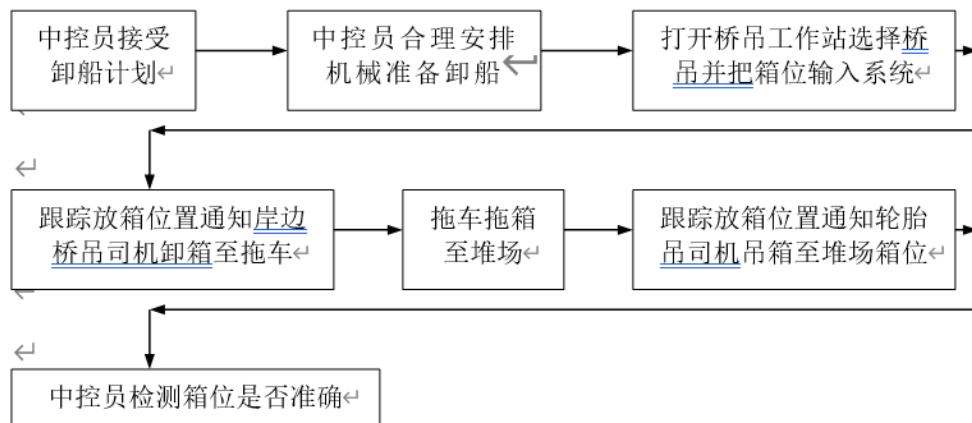 中控员接受
卸船计划
中控员合理安排
机械准备卸船
打开桥吊工作站选择桥
吊并把箱位输入系统
跟踪放箱位置通知岸边
桥吊司机卸箱至拖车
拖车拖箱
至堆场
跟踪放箱位置通知轮胎
吊司机吊箱至堆场箱位
中控员检测箱位是否准确